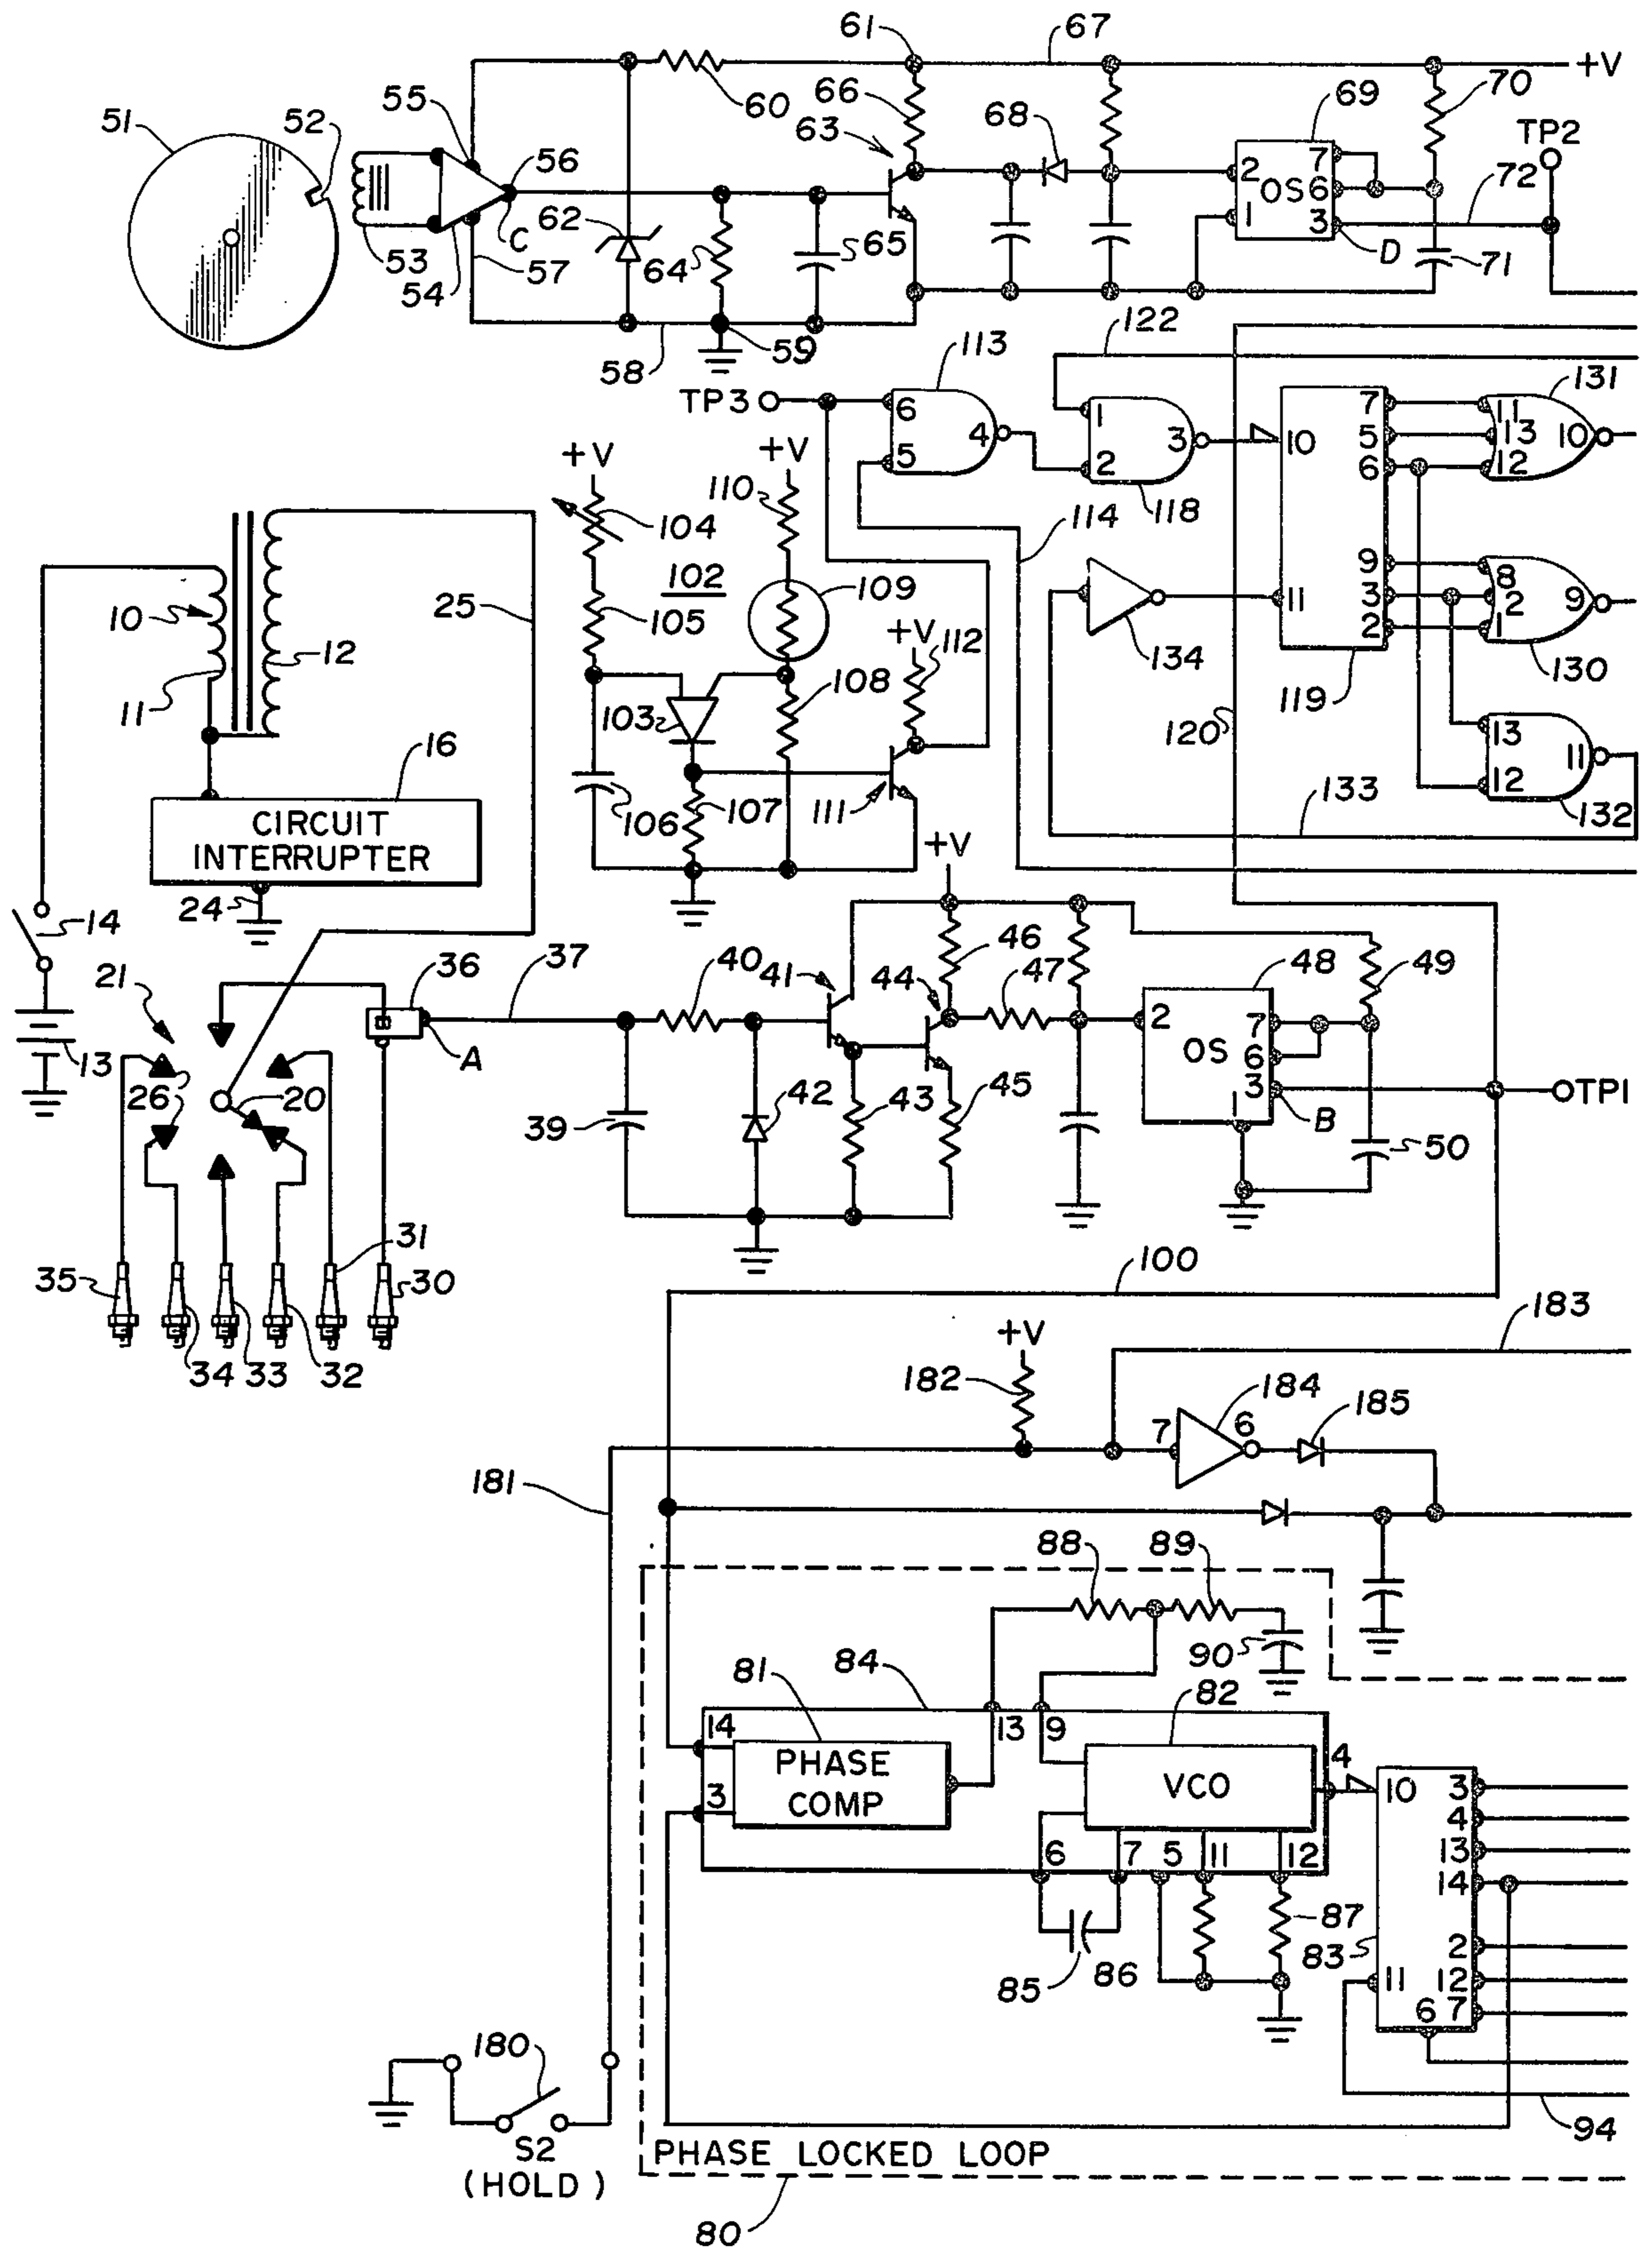 61 67
+V
51 52 55 60 66 63 68 69 70
TP2
56 62 C 2 OS 7 6 3 1 D 72
53 54 57 64 65 71
58 59 122
TP3 113 131
6 5 4 1 2 3 10 7 5 6 11 13 12 10
+V +V
110 104 114 118
102
10 25 105 109 134 11 9 3 2 8 2 1 9
+V
12 112 119 130
11 103 108 120 13 12 11
16
CIRCUIT
INTERRUPTER
106 107 111 133 132
+V
24
14
21 36 37 40 41 44 46 47 48 49
2 OS 7 6 3 1
13 26 20 A
42 43 45 B TP1
39 50
35 31 30
34 33 32
100
183
+V
182 184 185
7 6
181
88 89
90
81 84 82
14 13 9
PHASE
COMP
VCO
4
3
10 3
4
13
14
6 7 5 11 12
85 86 87
83
11 2
12
6 7
180
S2
(HOLD)
94
PHASE LOCKED LOOP
80